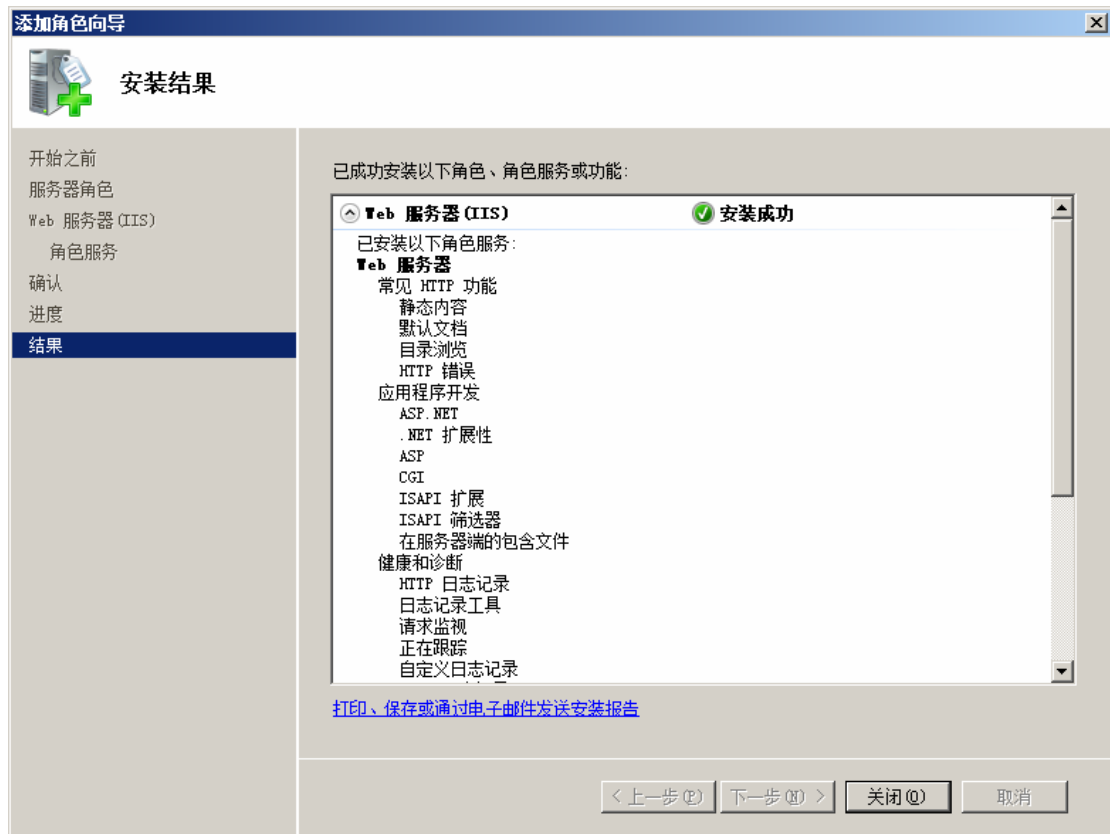 添加角色向导
安装结果
开始之前
服务器角色
Web 服务器(IIS)
角色服务
确认
进度
结果
已成功安装以下角色、角色服务或功能:
Web 服务器(IIS) 安装成功
已安装以下角色服务:
Web 服务器
常见 HTTP 功能
静态内容
默认文档
目录浏览
HTTP 错误
应用程序开发
ASP.NET
.NET 扩展性
ASP
CGI
ISAPI 扩展
ISAPI 筛选器
在服务器端的包含文件
健康和诊断
HTTP 日志记录
日志记录工具
请求监视
正在跟踪
自定义日志记录
打印、保存或通过电子邮件发送安装报告
< 上一步(P) 下一步(N) > 关闭(O) 取消